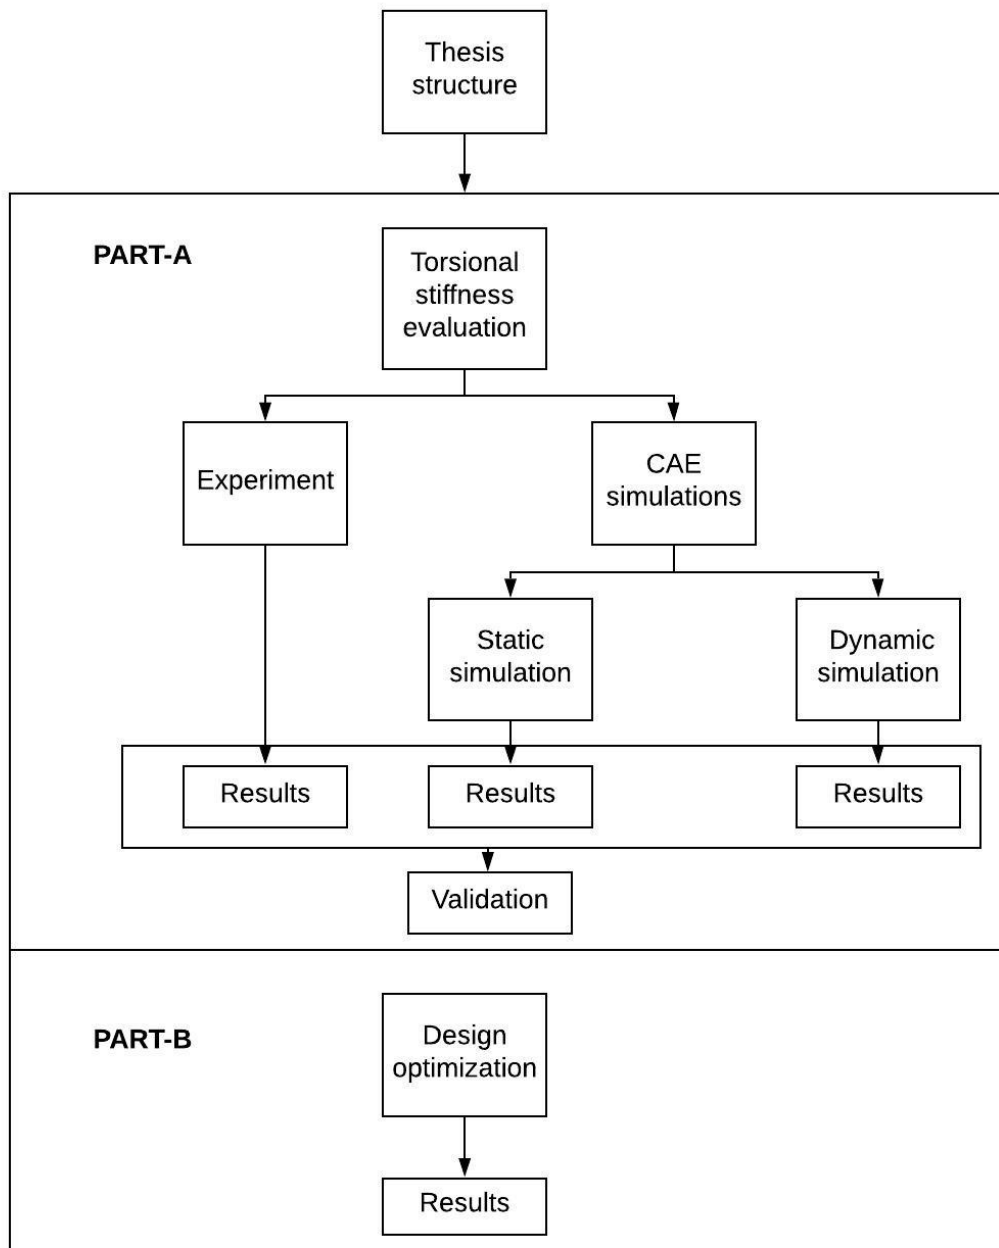 Thesis
structure
PART-A
Torsional
stiffness
evaluation
Experiment
CAE
simulations
Static
simulation
Dynamic
simulation
Results
Results
Results
Validation
PART-B
Design
optimization
Results